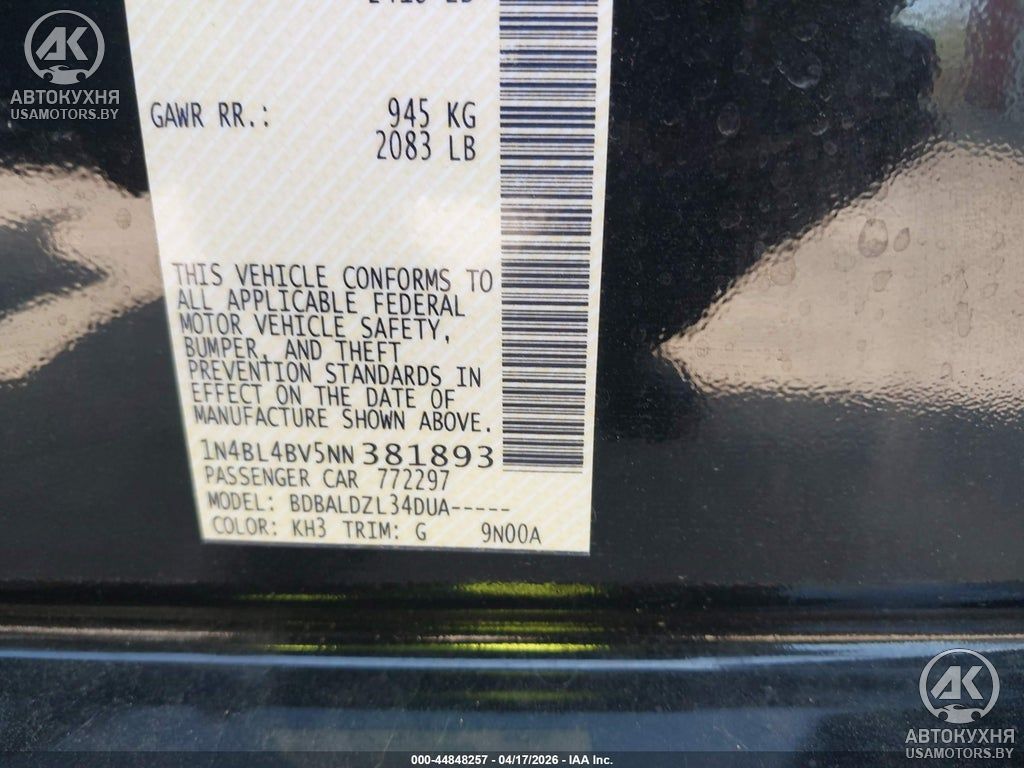 AK
АВТОКУХНЯ
USAMOTORS.BY
GAWR RR.: 945 KG
2083 LB
THIS VEHICLE CONFORMS TO
ALL APPLICABLE FEDERAL
MOTOR VEHICLE SAFETY,
BUMPER, AND THEFT
PREVENTION STANDARDS IN
EFFECT ON THE DATE OF
MANUFACTURE SHOWN ABOVE.
1N4BL4BV5NN381893
PASSENGER CAR 772297
MODEL: BDBALDZL34DUA-----
COLOR: KH3 TRIM: G 9N00A
AK
АВТОКУХНЯ
USAMOTORS.BY
000-44848257 - 04/17/2026 - IAA Inc.